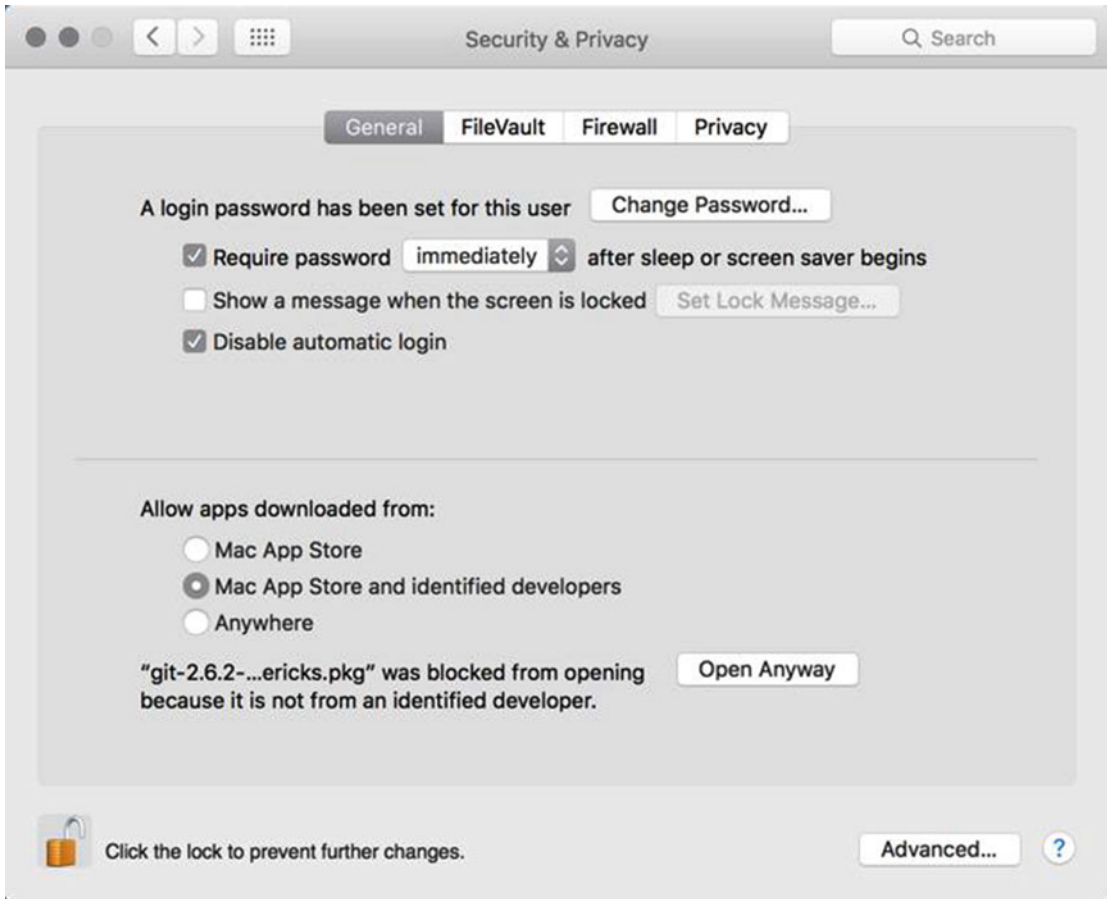 Security & Privacy
Search
General FileVault Firewall Privacy
A login password has been set for this user Change Password...
Require password immediately after sleep or screen saver begins
Show a message when the screen is locked Set Lock Message...
Disable automatic login
Allow apps downloaded from:
Mac App Store
Mac App Store and identified developers
Anywhere
“git-2.6.2-...ericks.pkg” was blocked from opening
because it is not from an identified developer.
Open Anyway
Click the lock to prevent further changes.
Advanced...
?